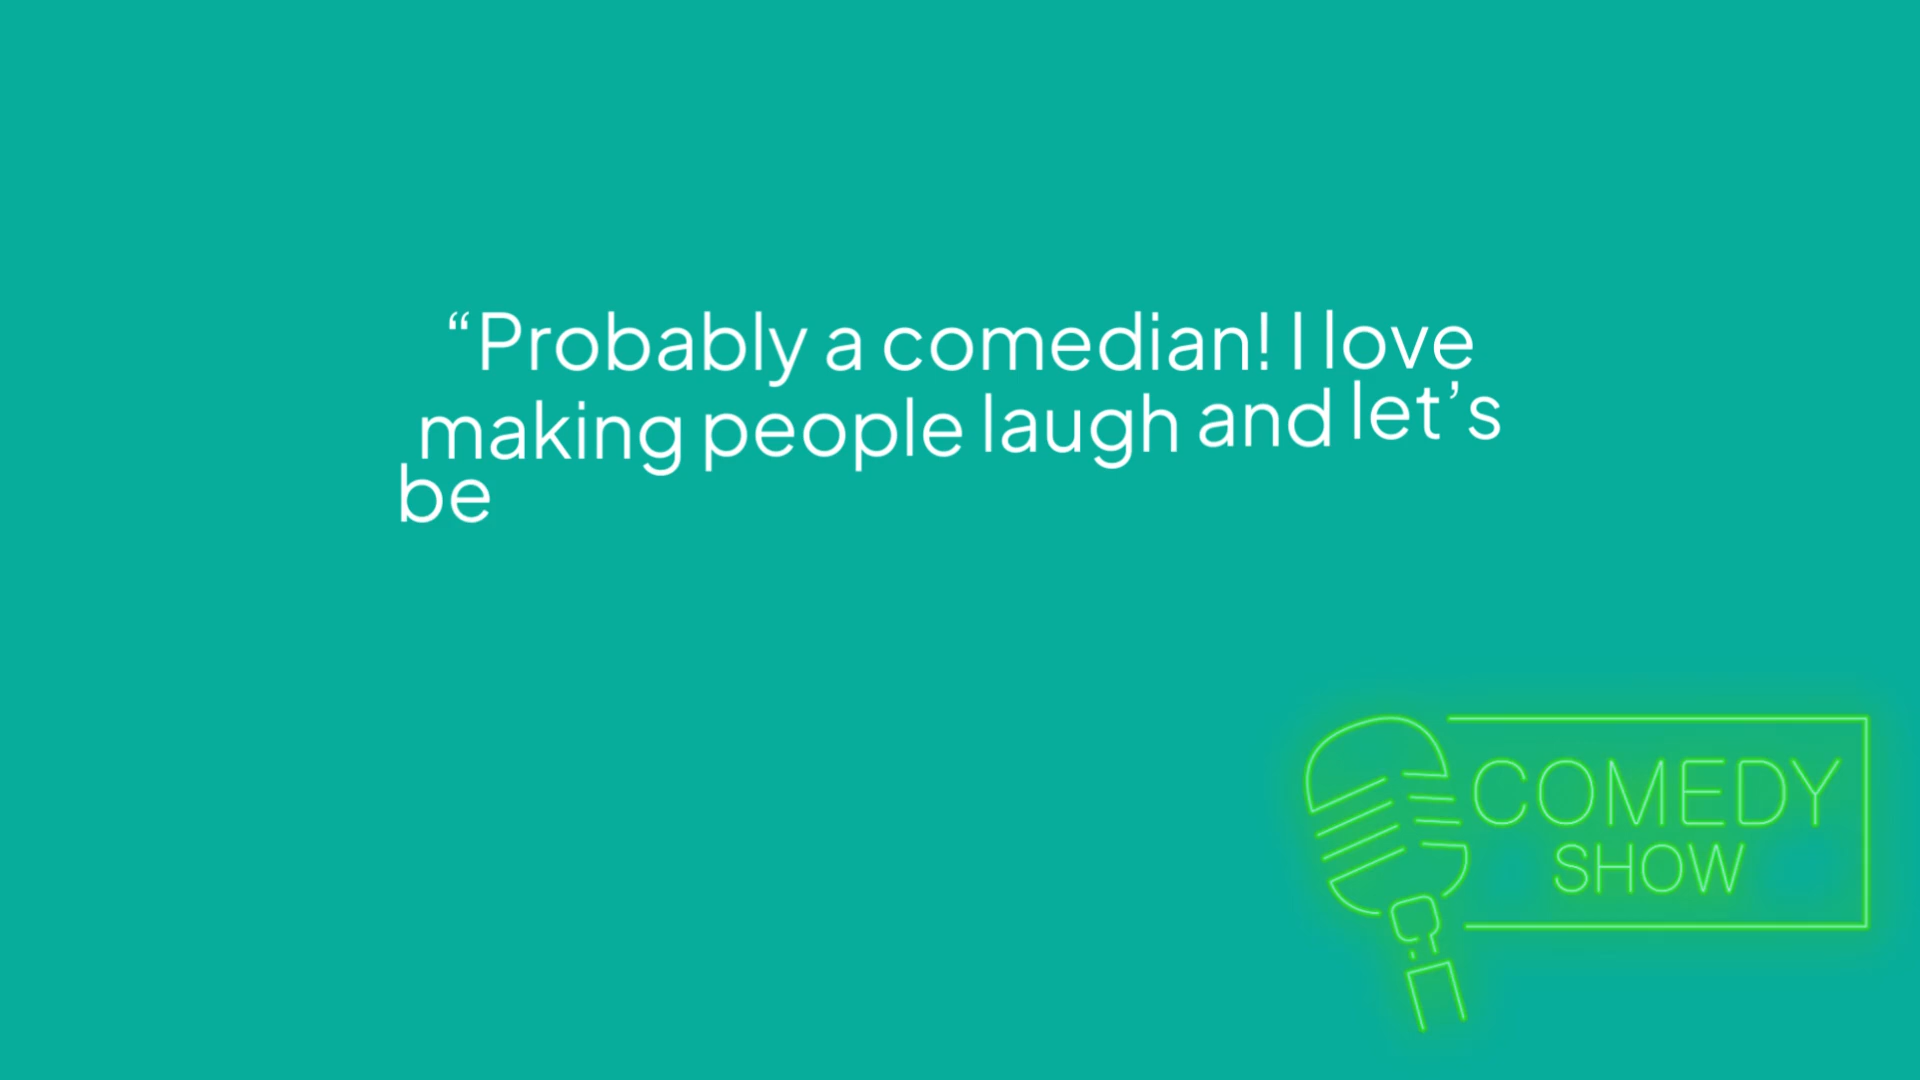 “Probably a comedian! I love
making people laugh and let’s
be
COMEDY
SHOW